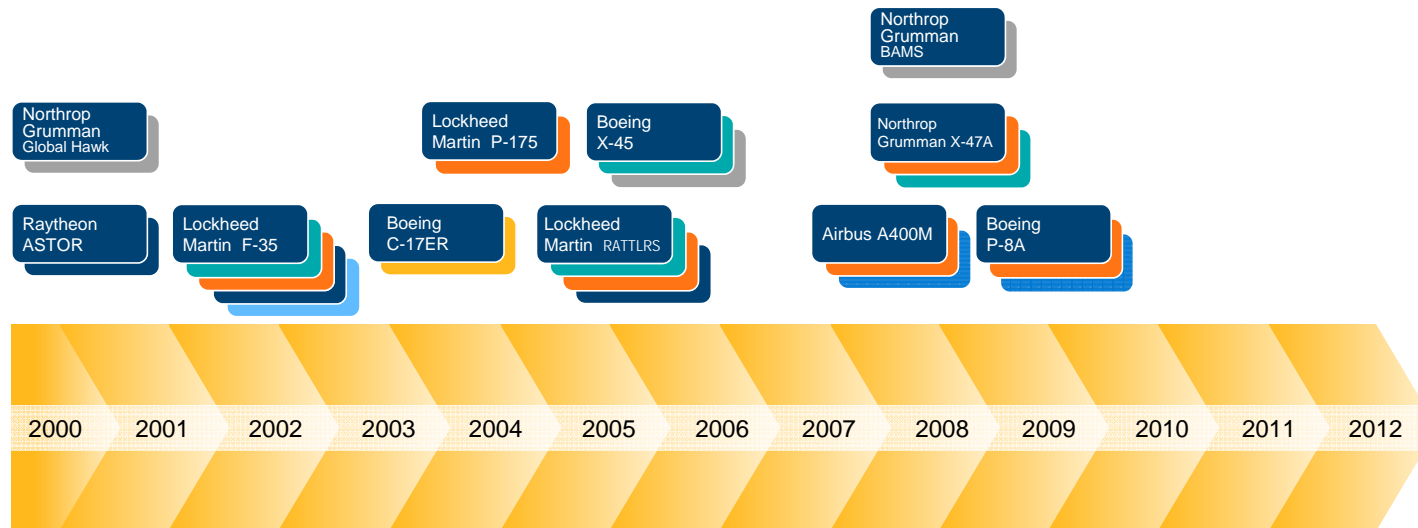 Northrop
Grumman
BAMS
Northrop
Grumman
Global Hawk
Lockheed
Martin P-175
Boeing
X-45
Northrop
Grumman X-47A
Raytheon
ASTOR
Lockheed
Martin F-35
Boeing
C-17ER
Lockheed
Martin RATTLRS
Airbus A400M
Boeing
P-8A
2000 2001 2002 2003 2004 2005 2006 2007 2008 2009 2010 2011 2012